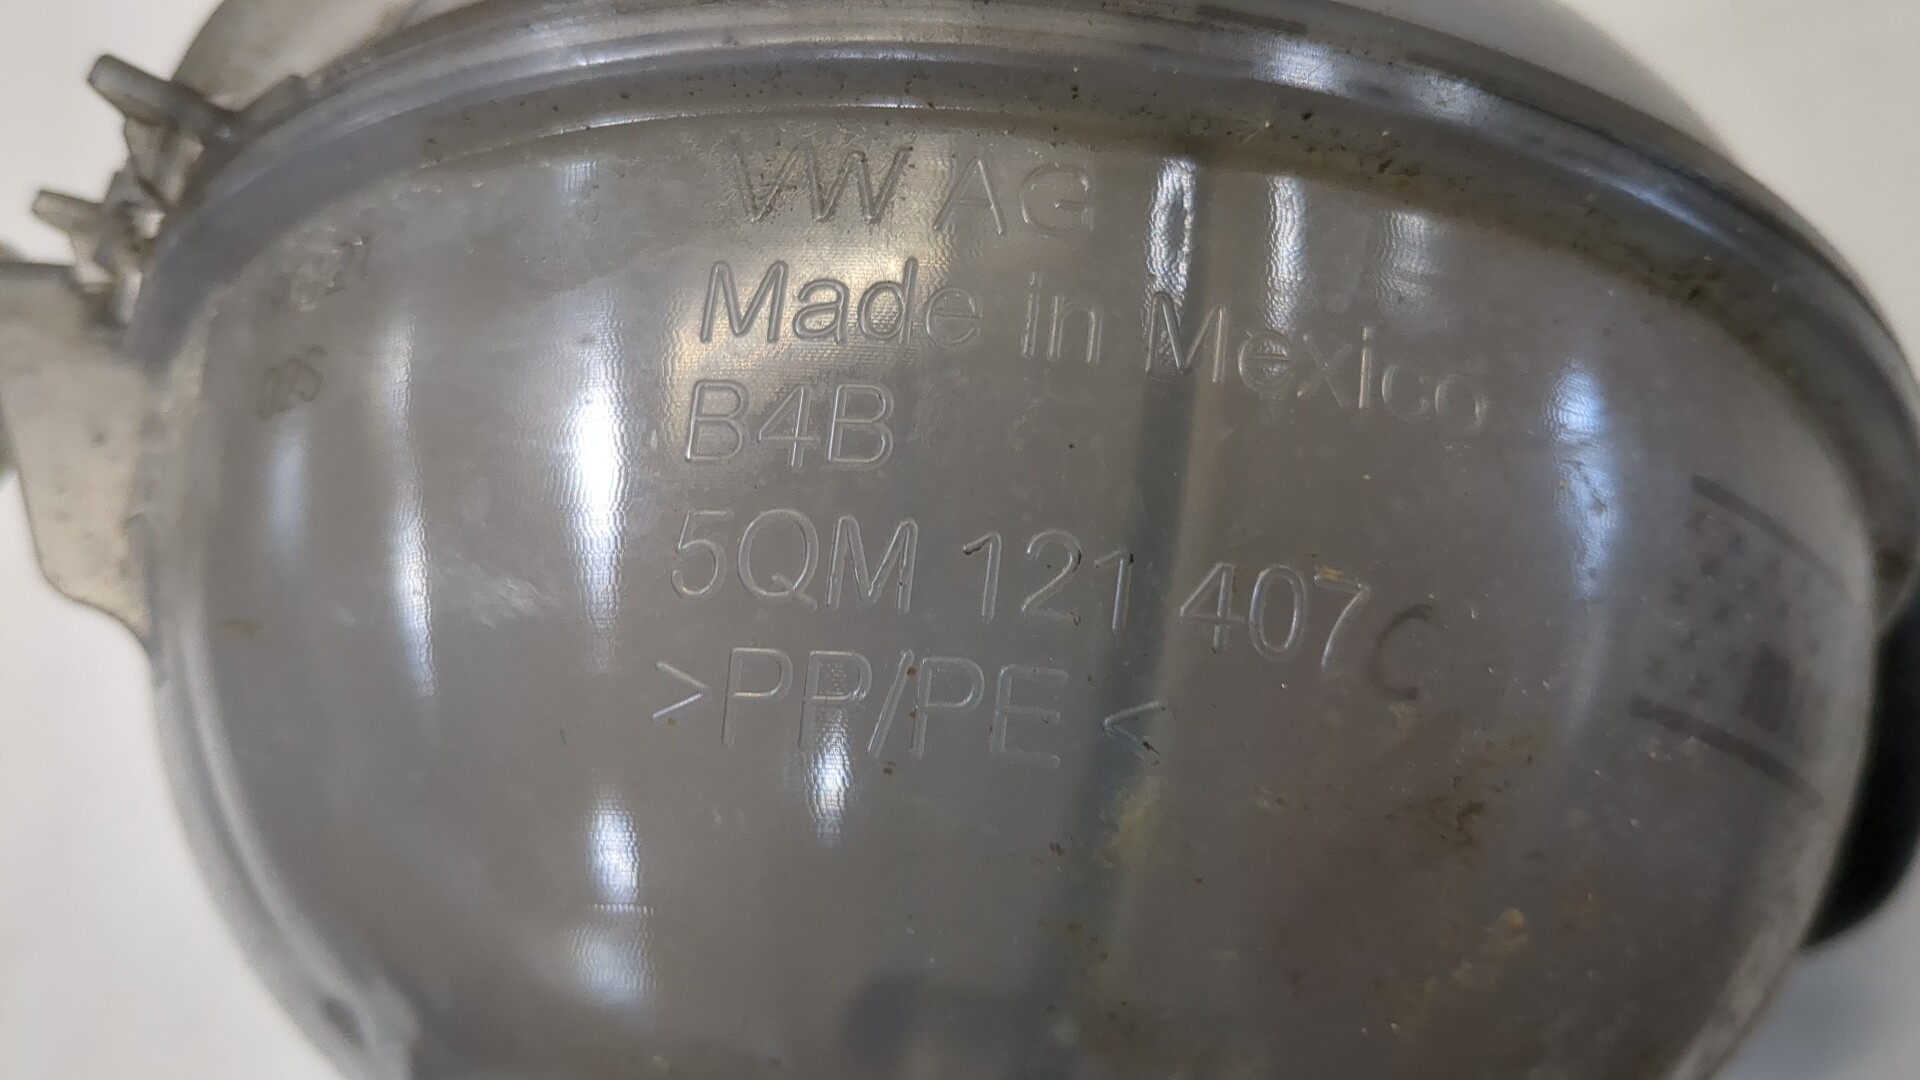 VW AG
Made in Mexico
B4B
5QM 121 407 C
>PP/PE <